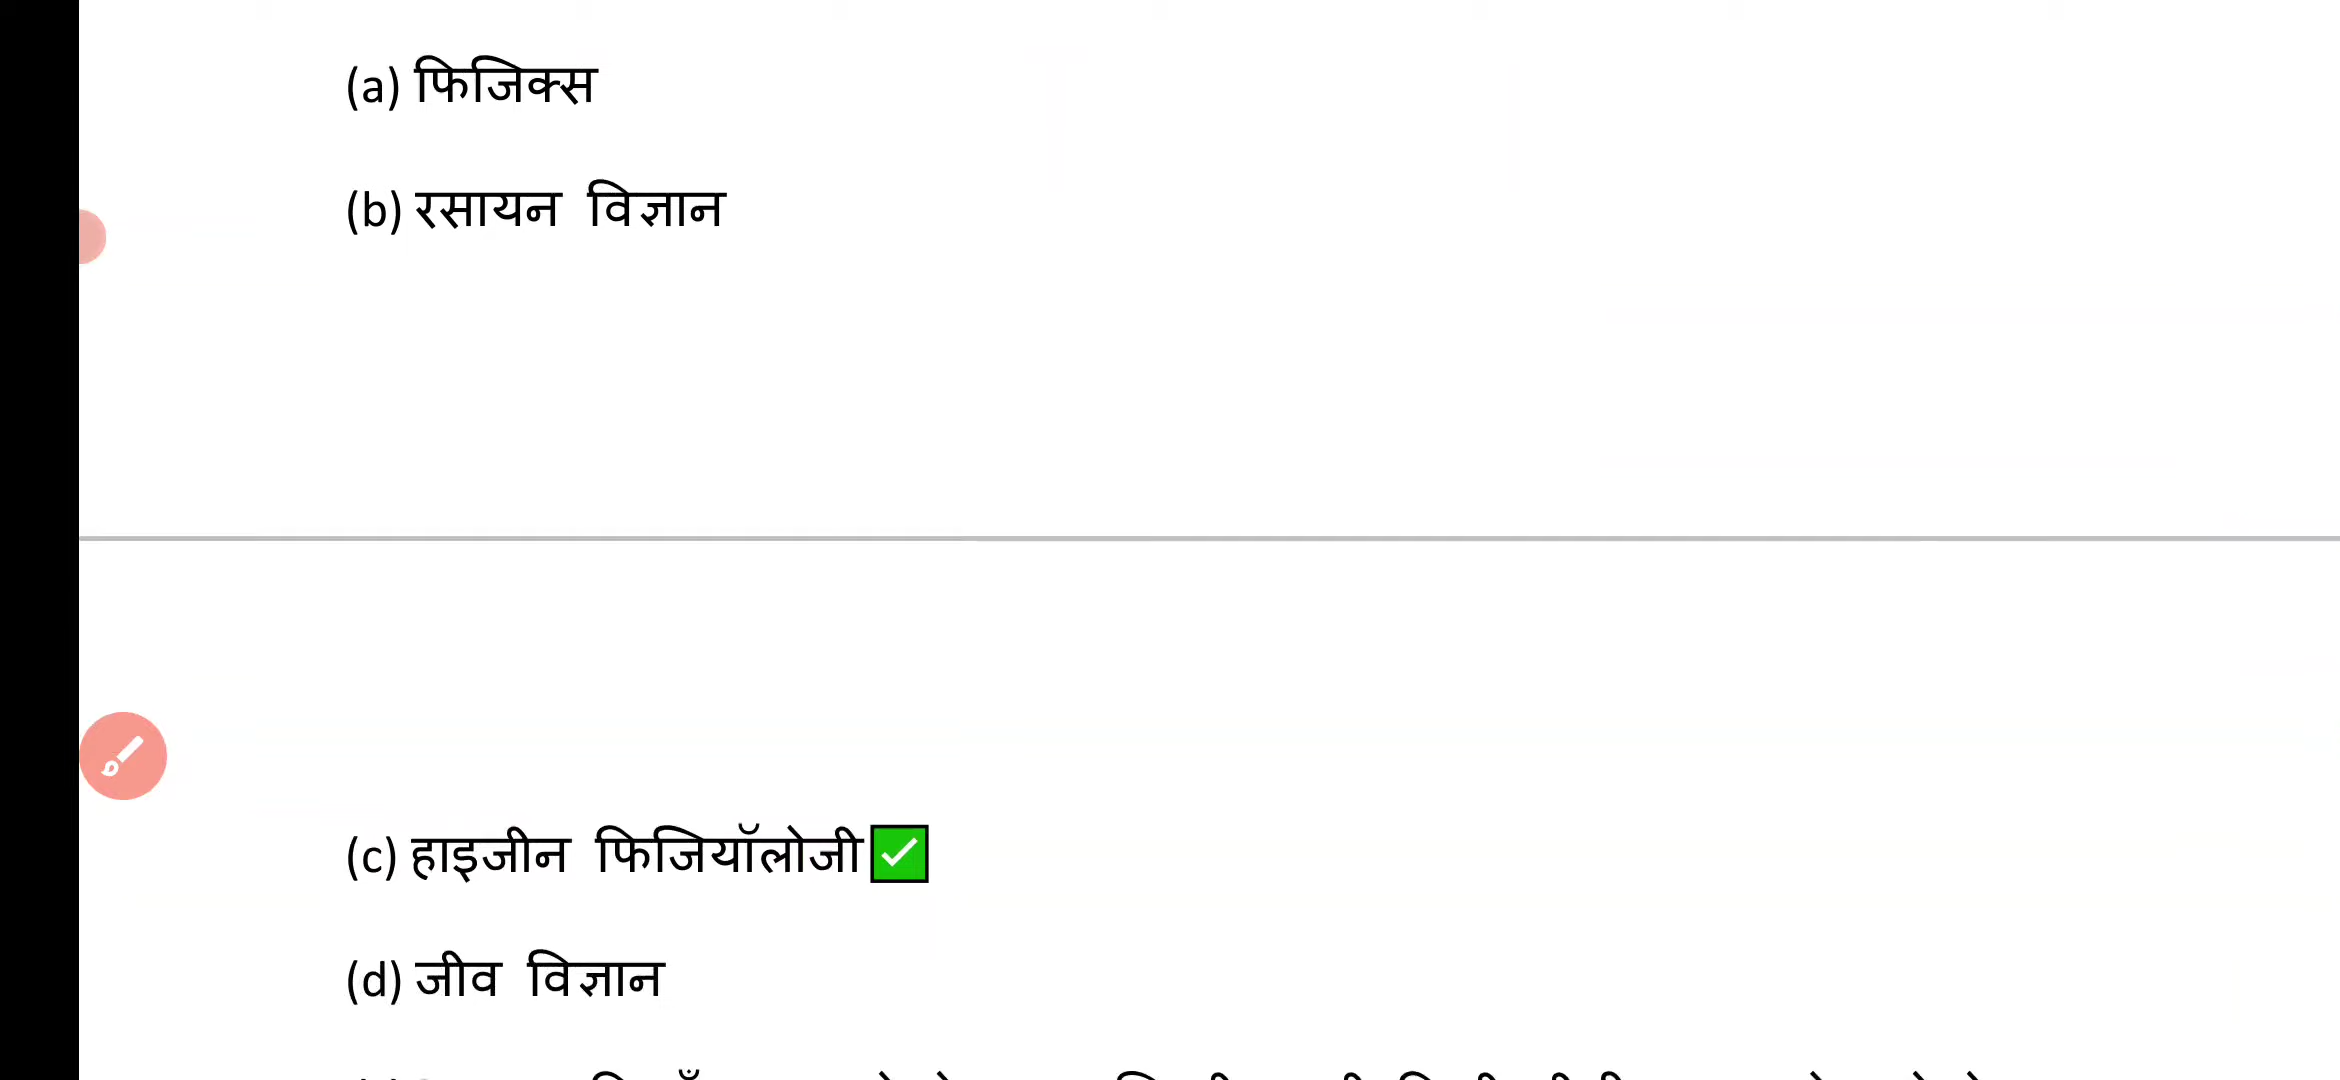 (a) फिजिक्स
(b) रसायन विज्ञान
(c) हाइजीन फिजियॉलोजी
(d) जीव विज्ञान